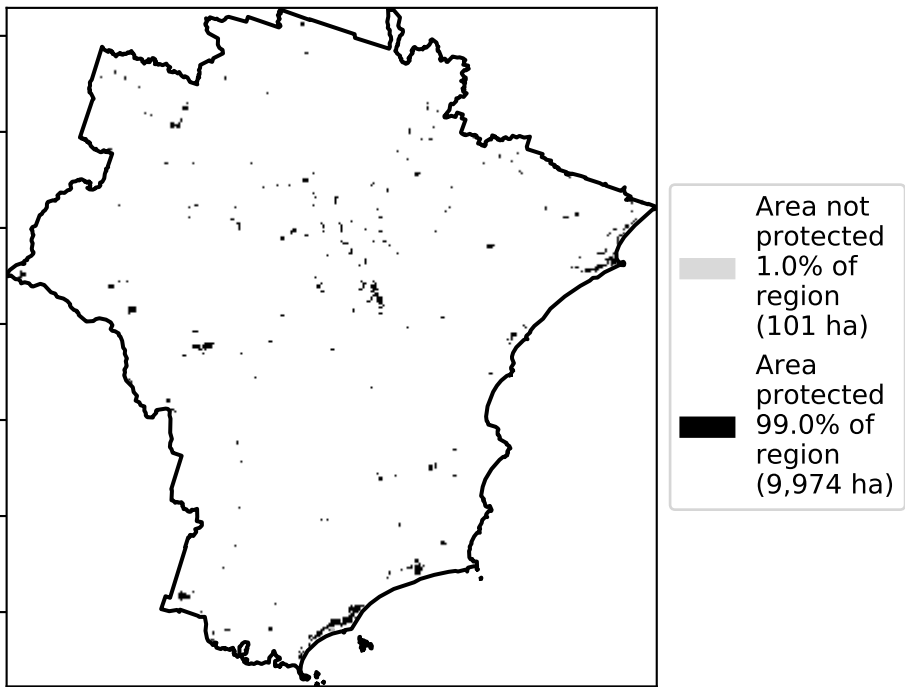 Area not
protected
1.0% of
region
(101 ha)
Area
protected
99.0% of
region
(9,974 ha)